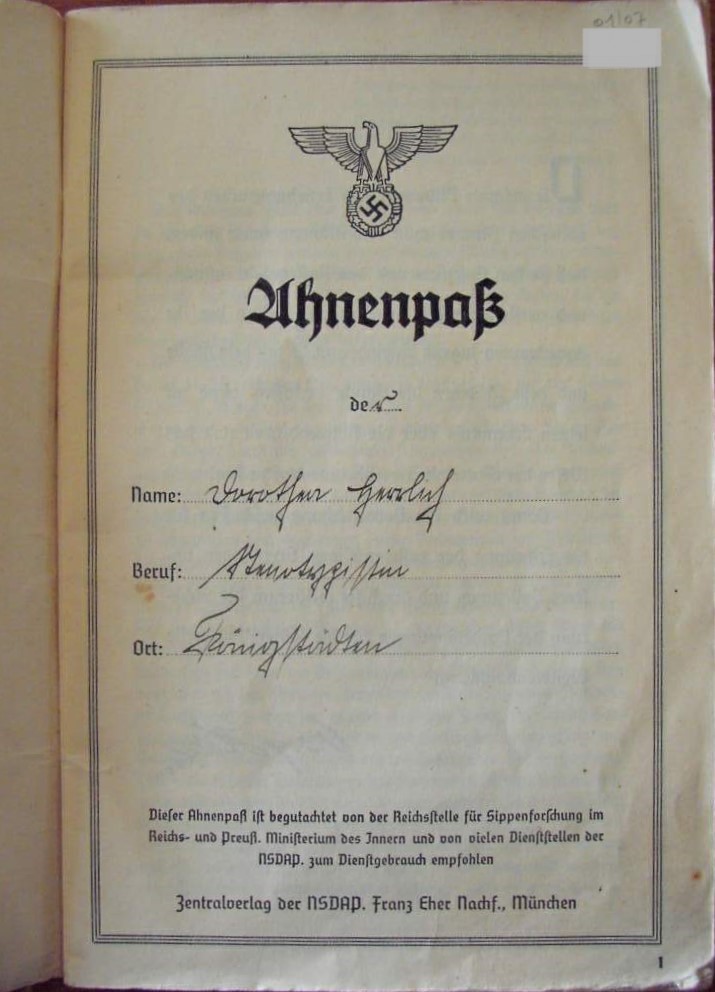 01/07
Ahnenpaß
der
Name: Dorothea Herrlich
Beruf: Stenotypistin
Ort: Königstädten
Dieser Ahnenpaß ist begutachtet von der Reichsstelle für Sippenforschung im
Reichs- und Preuß. Ministerium des Innern und von vielen Dienststellen der
NSDAP. zum Dienstgebrauch empfohlen
Zentralverlag der NSDAP. Franz Eher Nachf., München
1